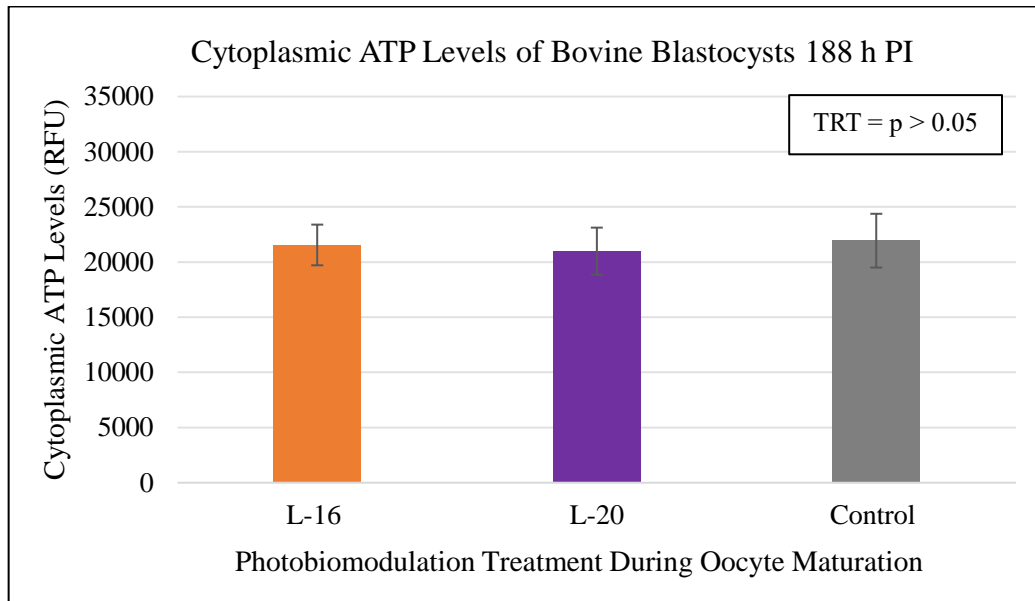 Cytoplasmic ATP Levels of Bovine Blastocysts 188 h PI
TRT = p > 0.05
Cytoplasmic ATP Levels (RFU)
35000
30000
25000
20000
15000
10000
5000
0
L-16 L-20 Control
Photobiomodulation Treatment During Oocyte Maturation